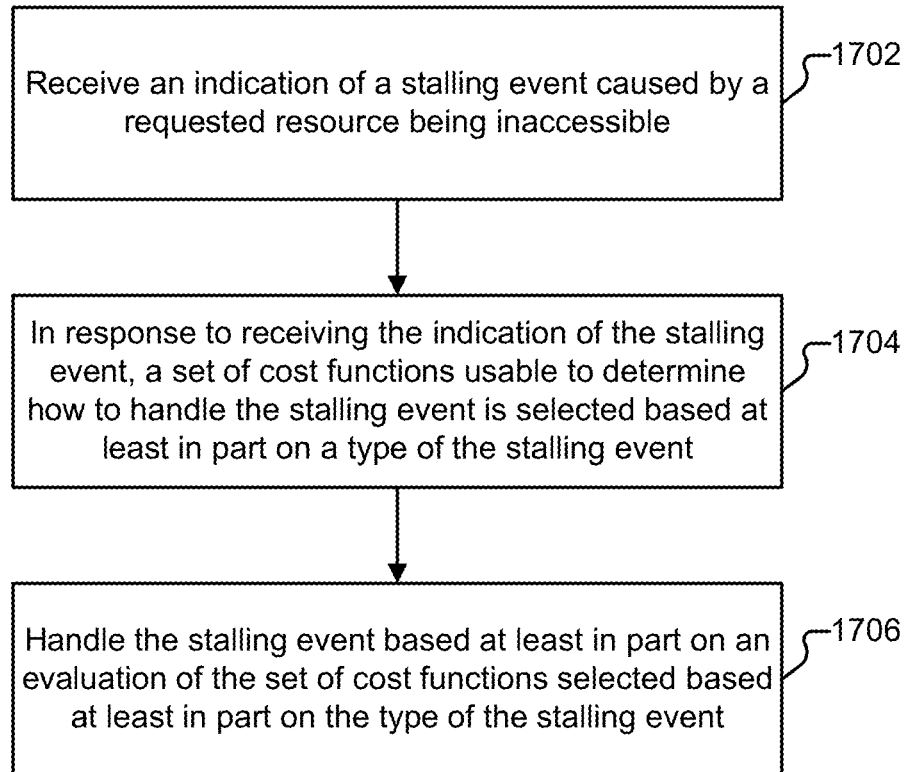 Receive an indication of a stalling event caused by a
requested resource being inaccessible
1702
In response to receiving the indication of the stalling
event, a set of cost functions usable to determine
how to handle the stalling event is selected based at
least in part on a type of the stalling event
1704
Handle the stalling event based at least in part on an
evaluation of the set of cost functions selected based
at least in part on the type of the stalling event
1706